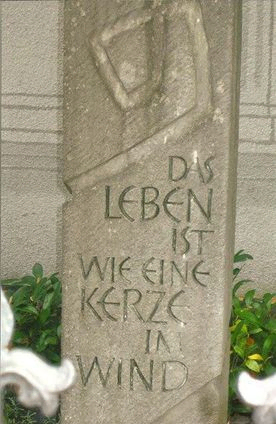 DAS
LEBEN
IST
WIE EINE
KERZE
IM
WIND